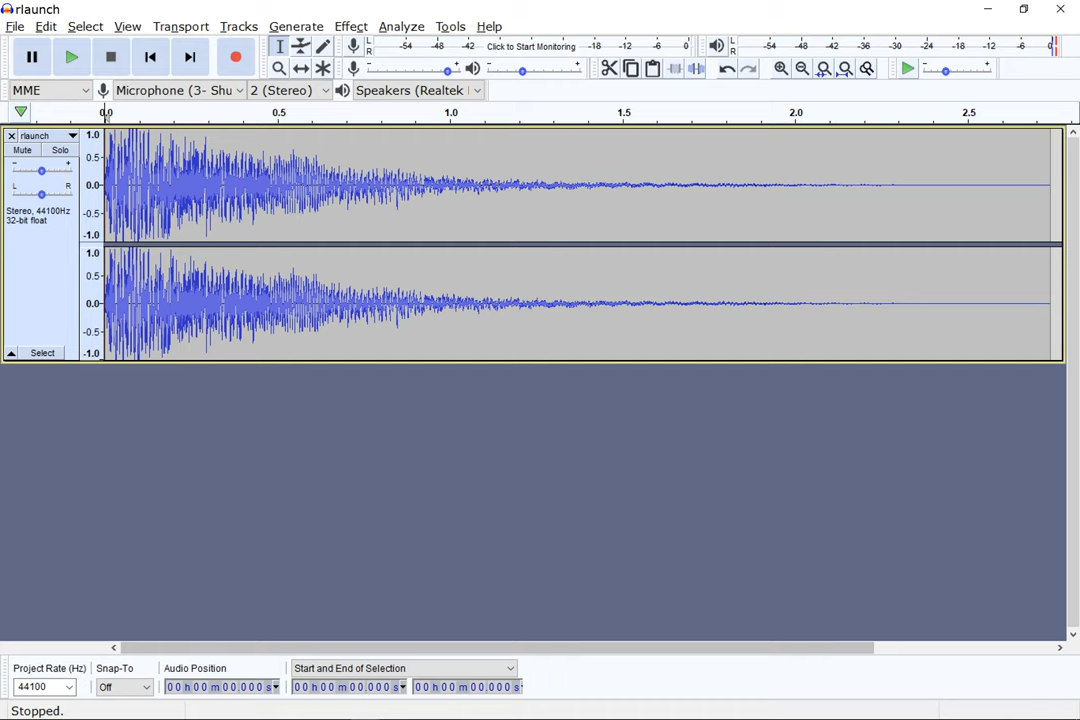 rlaunch
File Edit Select View Transport Tracks Generate Effect Analyze Tools Help
L R -54 -48 -42 Click to Start Monitoring -18 -12 -6 0 L R -54 -48 -42 -36 -30 -24 -18 -12 -6 0
- + - + - +
MME Microphone (3- Shu 2 (Stereo) Speakers (Realtek
0.0 0.5 1.0 1.5 2.0 2.5
rlaunch
Mute Solo
- +
L R
Stereo, 44100Hz
32-bit float
Select
1.0
0.5
0.0
-0.5
-1.0
1.0
0.5
0.0
-0.5
-1.0
Project Rate (Hz) Snap-To Audio Position Start and End of Selection
44100 Off 00 h 00 m 00.000 s 00 h 00 m 00.000 s 00 h 00 m 00.000 s
Stopped.